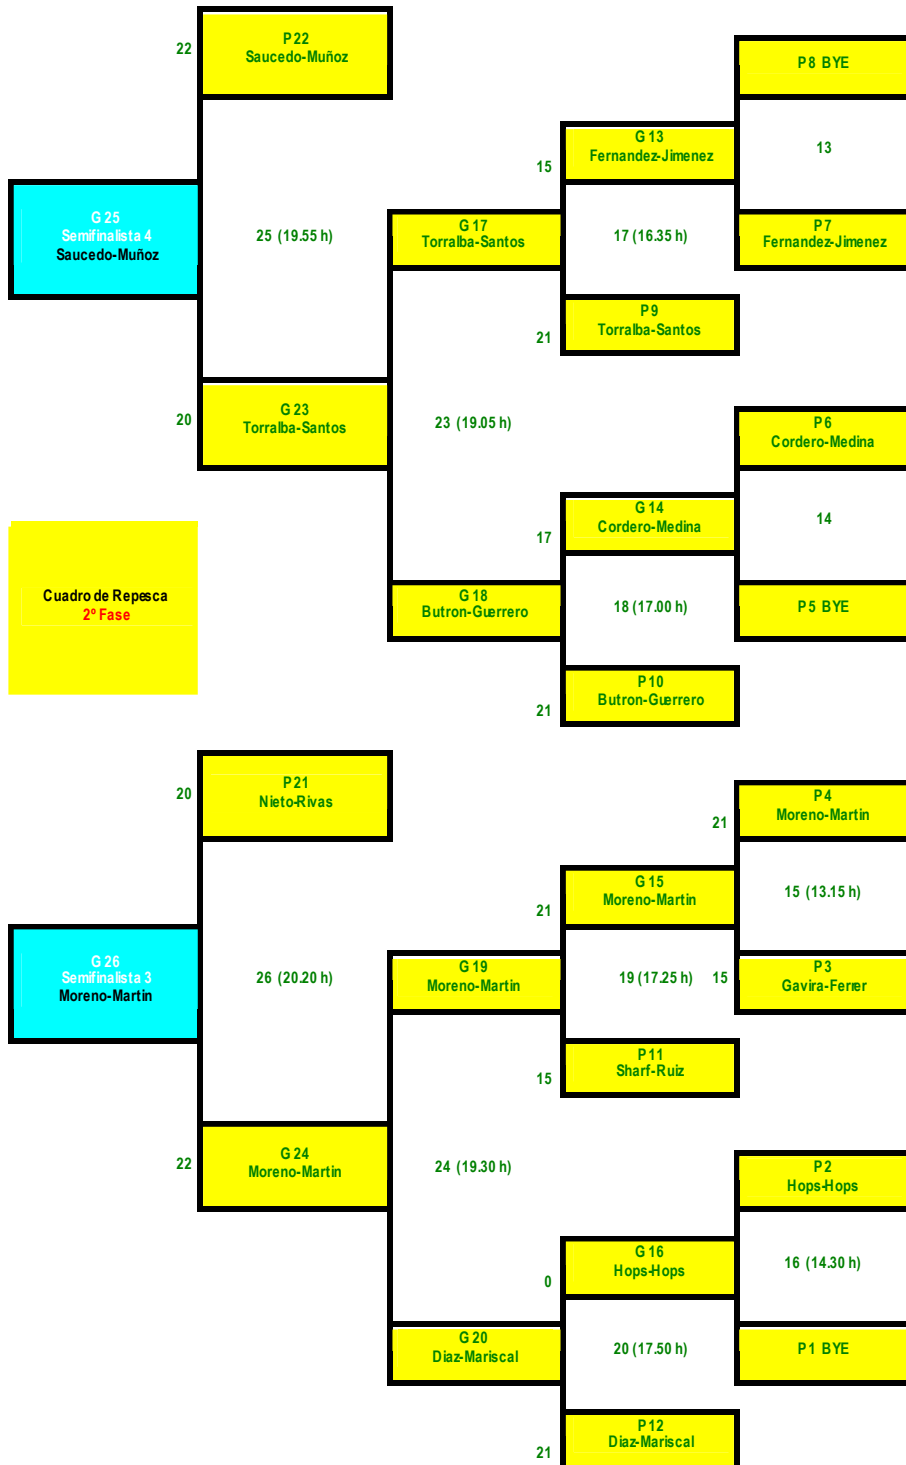 22
P 22
Saucedo-Muñoz
P 8 BYE
G 13
Fernandez-Jimenez
13
15
G 25
Semifinalista 4
Saucedo-Muñoz
25 (19.55 h)
G 17
Torralba-Santos
17 (16.35 h)
P 7
Fernandez-Jimenez
P 9
Torralba-Santos
21
20
G 23
Torralba-Santos
23 (19.05 h)
P 6
Cordero-Medina
17
G 14
Cordero-Medina
14
Cuadro de Repesca
2º Fase
G 18
Butron-Guerrero
18 (17.00 h)
P 5 BYE
P 10
Butron-Guerrero
21
20
P 21
Nieto-Rivas
P 4
Moreno-Martin
21
G 15
Moreno-Martin
15 (13.15 h)
21
G 26
Semifinalista 3
Moreno-Martin
26 (20.20 h)
G 19
Moreno-Martin
19 (17.25 h)
15
P 3
Gavira-Ferrer
P 11
Sharf-Ruiz
15
22
G 24
Moreno-Martin
24 (19.30 h)
P 2
Hops-Hops
0
G 16
Hops-Hops
16 (14.30 h)
G 20
Diaz-Mariscal
20 (17.50 h)
P 1 BYE
P 12
Diaz-Mariscal
21